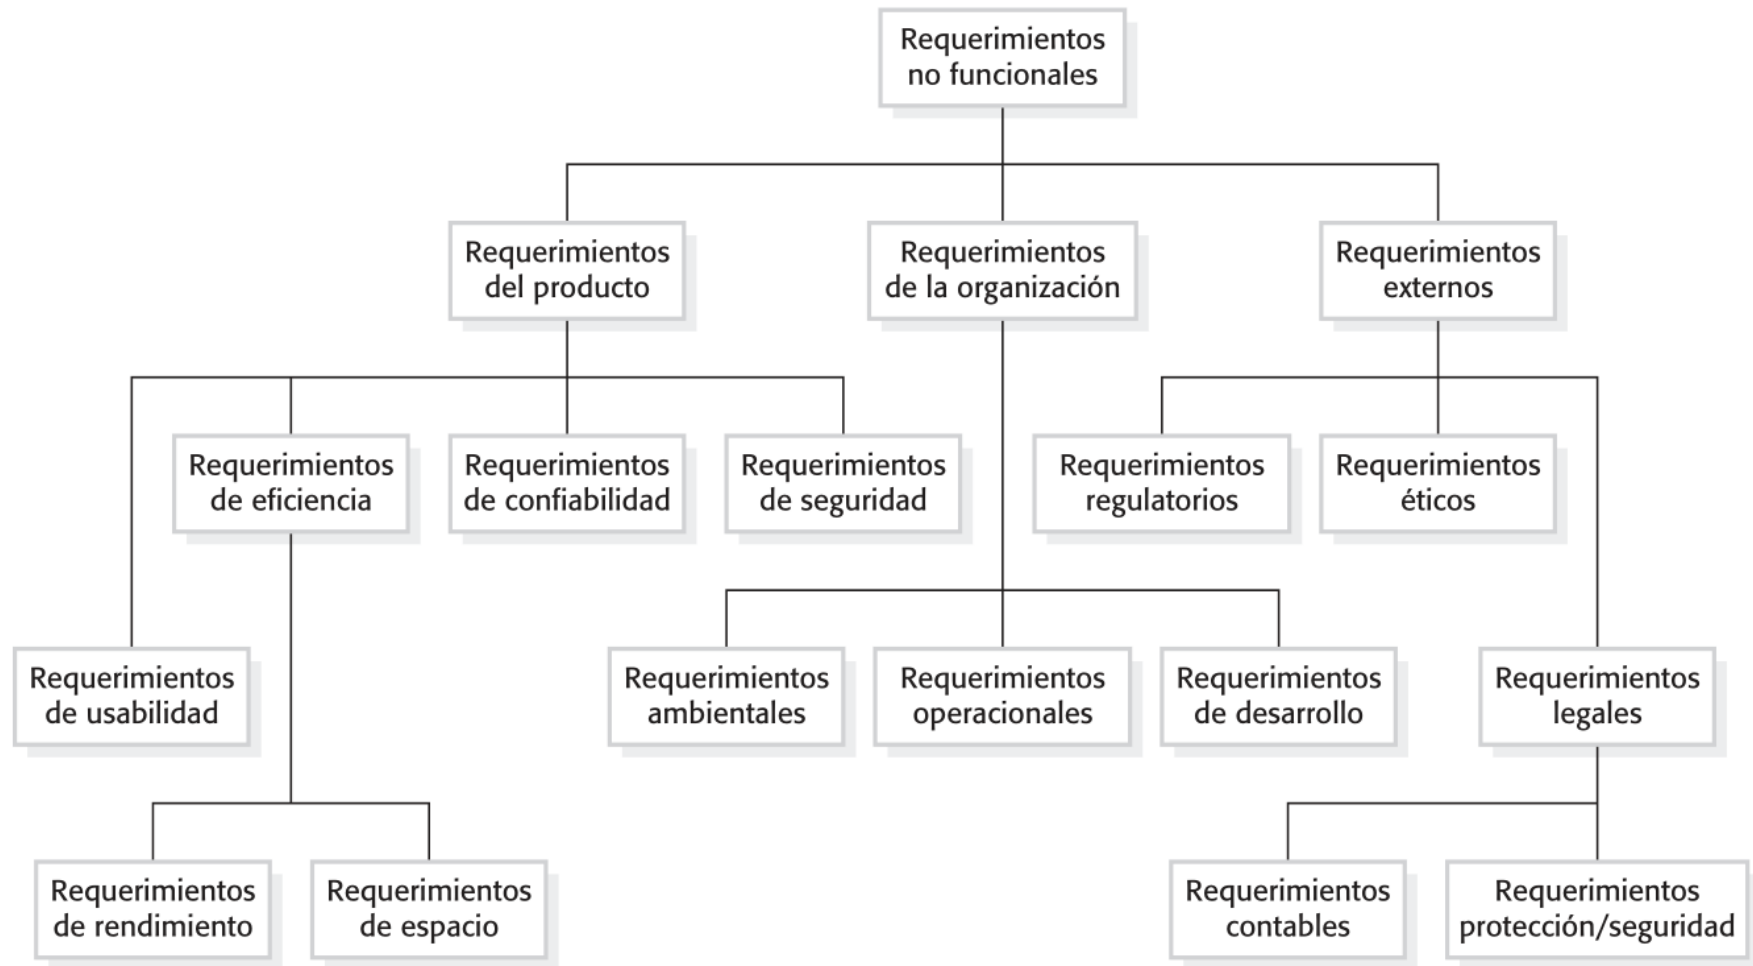 Requerimientos
no funcionales
Requerimientos
del producto
Requerimientos
de la organización
Requerimientos
externos
Requerimientos
de eficiencia
Requerimientos
de confiabilidad
Requerimientos
de seguridad
Requerimientos
regulatorios
Requerimientos
éticos
Requerimientos
de usabilidad
Requerimientos
ambientales
Requerimientos
operacionales
Requerimientos
de desarrollo
Requerimientos
legales
Requerimientos
de rendimiento
Requerimientos
de espacio
Requerimientos
contables
Requerimientos
protección/seguridad